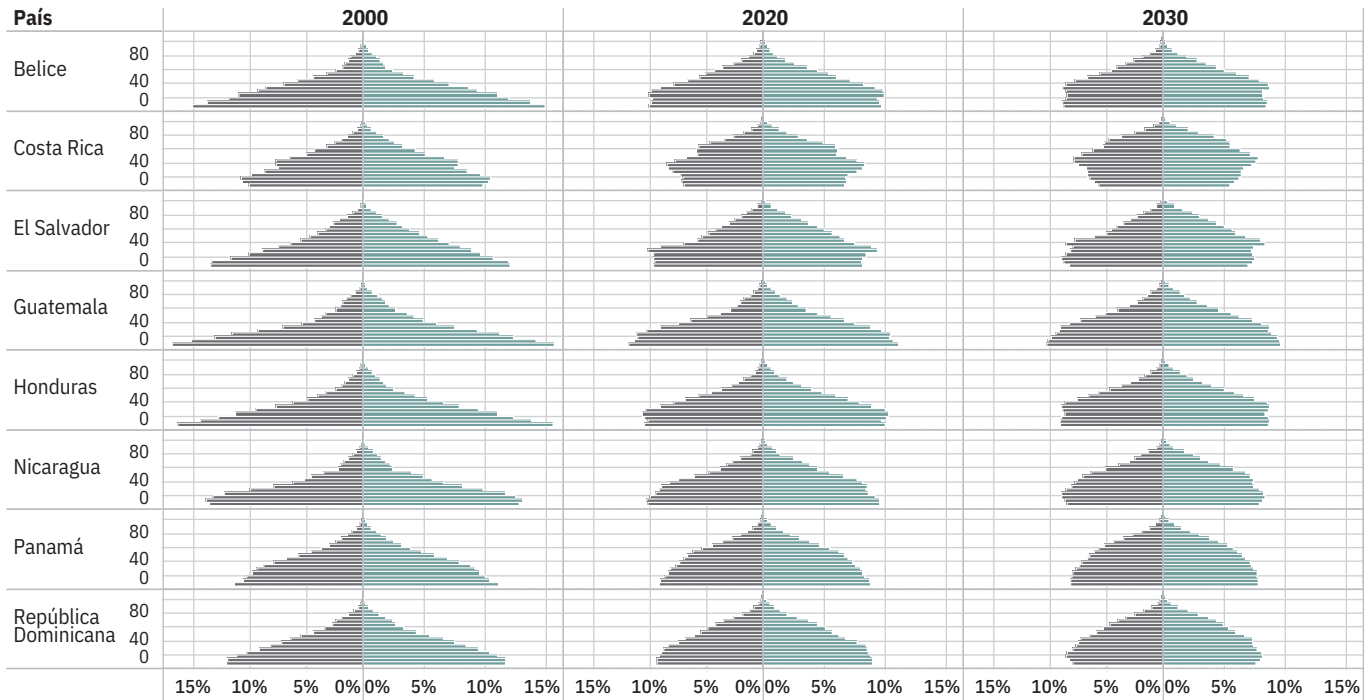 País 2000 2020 2030
80
Belice 40
0
80
Costa Rica 40
0
80
El Salvador 40
0
80
Guatemala 40
0
80
Honduras 40
0
80
Nicaragua 40
0
80
Panamá 40
0
República 80
Dominicana 40
0
15% 10% 5% 0% 0% 5% 10% 15% 15% 10% 5% 0% 0% 5% 10% 15% 15% 10% 5% 0% 0% 5% 10% 15%